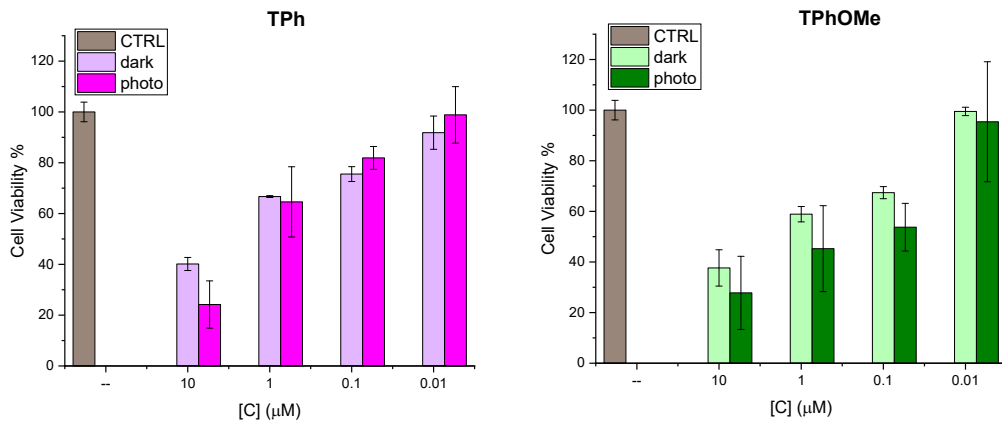 TPh
CTRL
dark
photo
120
100
80
60
40
20
0
Cell Viability %
-- 10 1 0.1 0.01
[C] (μM)
TPhOMe
CTRL
dark
photo
120
100
80
60
40
20
0
Cell Viability %
-- 10 1 0.1 0.01
[C] (μM)